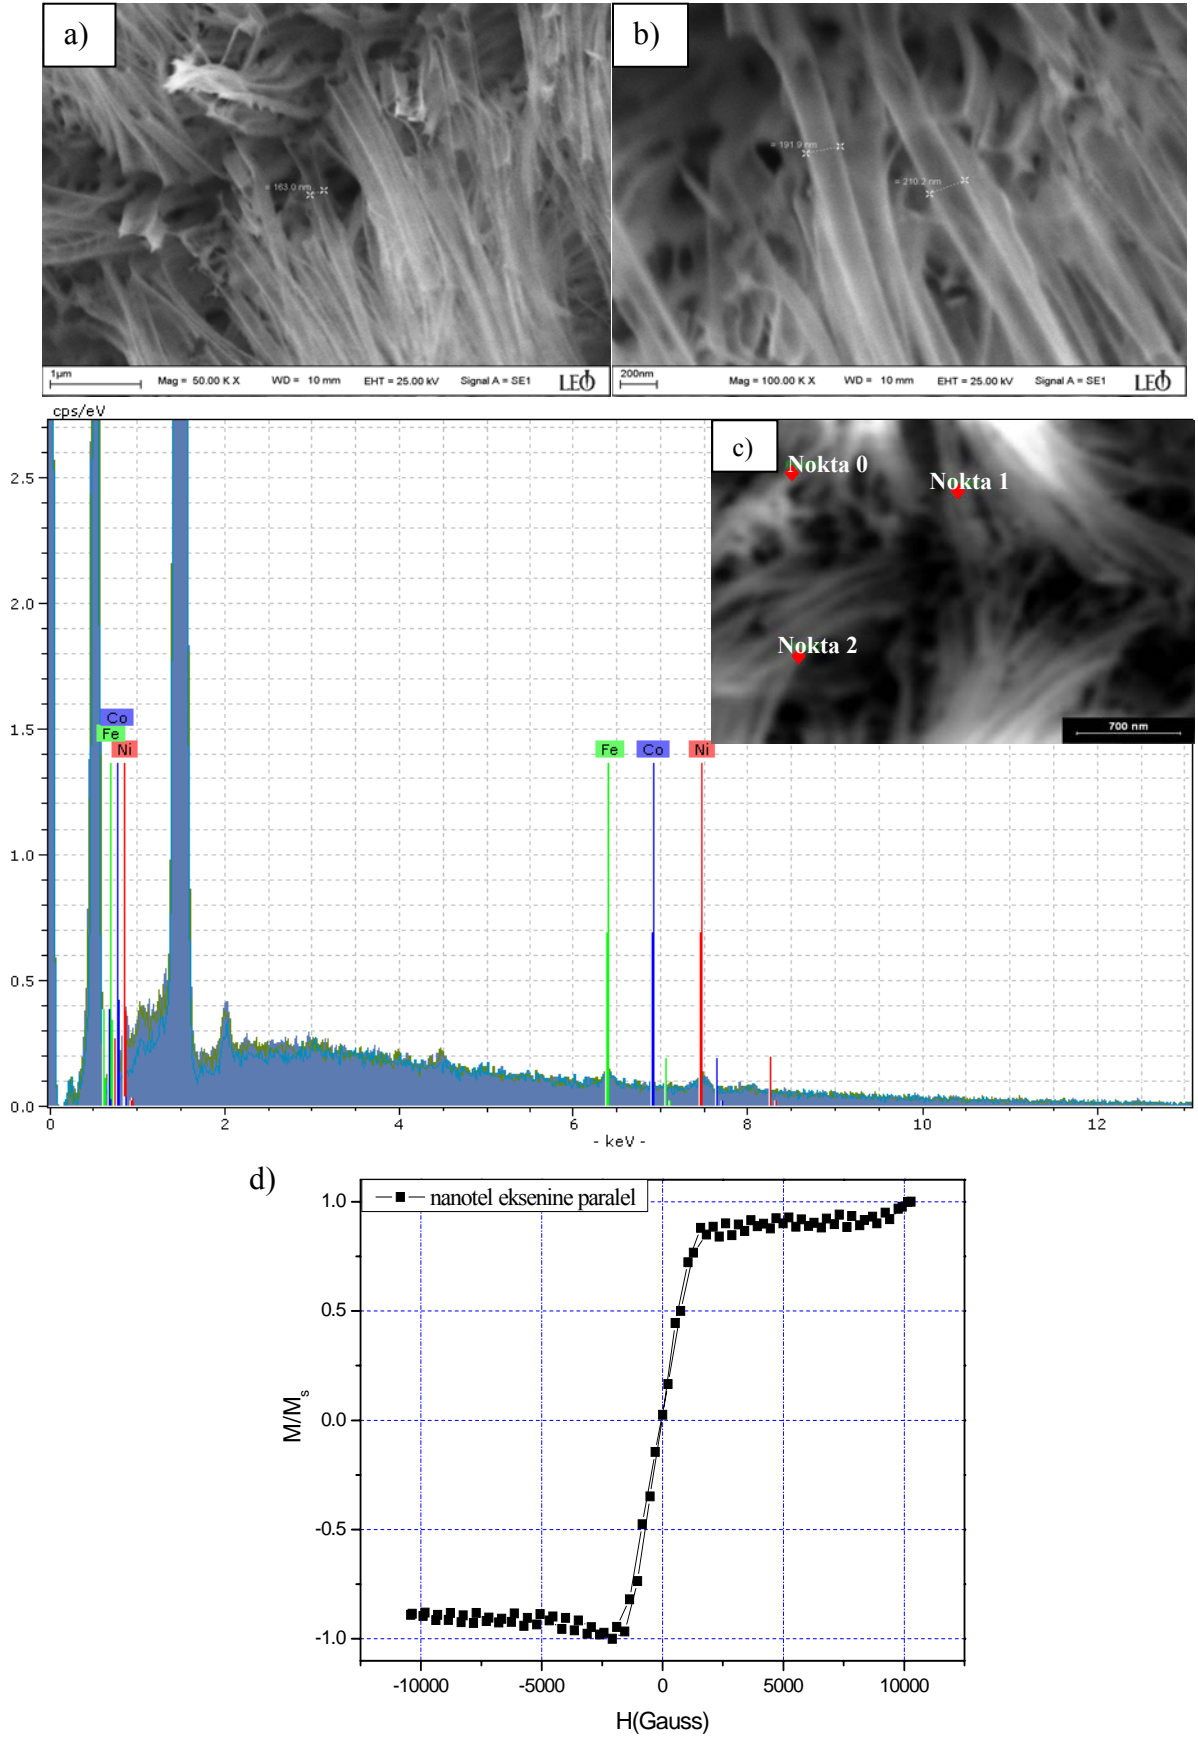 a)
= 163.0 nm
1µm
Mag = 50.00 K X
WD = 10 mm
EHT = 25.00 kV
Signal A = SE1
LEO
b)
= 191.9 nm
= 210.2 nm
200nm
Mag = 100.00 K X
WD = 10 mm
EHT = 25.00 kV
Signal A = SE1
LEO
cps/eV
2.5
2.0
1.5
1.0
0.5
0.0
Co
Fe
Ni
Fe
Co
Ni
0
2
4
6
8
10
12
- keV -
c)
Nokta 0
Nokta 1
Nokta 2
700 nm
d)
nanotel eksenine paralel
1.0
0.5
0.0
-0.5
-1.0
M/Ms
-10000
-5000
0
5000
10000
H(Gauss)